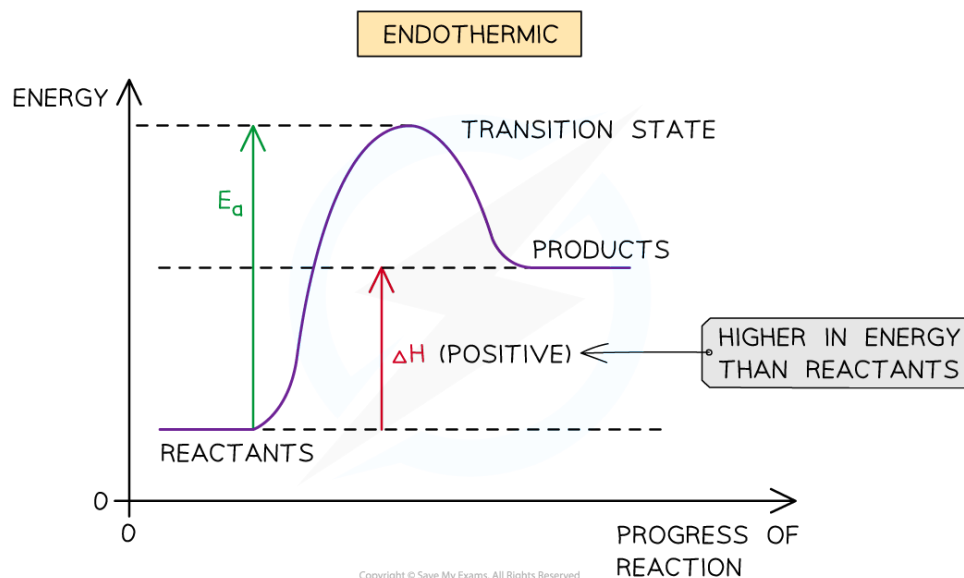 ENDOTHERMIC
ENERGY
TRANSITION STATE
Ea
PRODUCTS
ΔH (POSITIVE)
HIGHER IN ENERGY
THAN REACTANTS
REACTANTS
0
0
PROGRESS OF
REACTION
Copyright © Save My Exams. All Rights Reserved